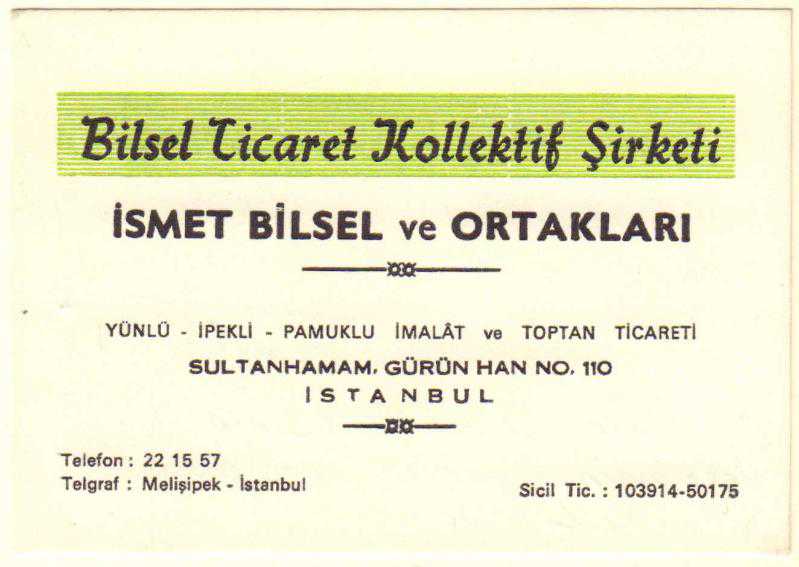 Bilsel Ticaret Kollektif Şirketi
İSMET BİLSEL ve ORTAKLARI
YÜNLÜ - İPEKLİ - PAMUKLU İMALÂT ve TOPTAN TİCARETİ
SULTANHAMAM, GÜRÜN HAN NO. 110
İSTANBUL
Telefon : 22 15 57
Telgraf : Melişipek - İstanbul
Sicil Tic. : 103914-50175